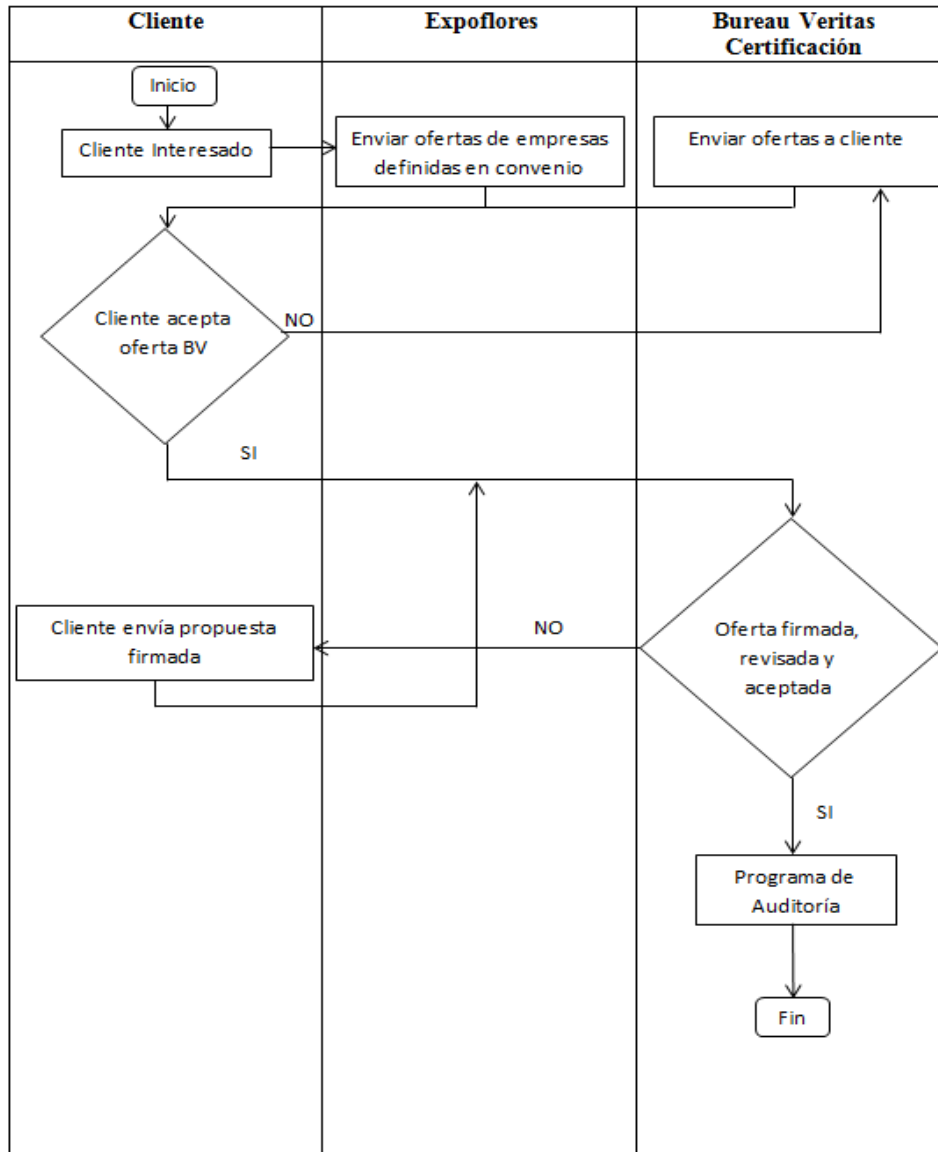 Cliente
Expoflores
Bureau Veritas
Certificación
Inicio
Cliente Interesado
Enviar ofertas de empresas
definidas en convenio
Enviar ofertas a cliente
Cliente acepta
oferta BV
NO
SI
Cliente envía propuesta
firmada
NO
Oferta firmada,
revisada y
aceptada
SI
Programa de
Auditoría
Fin